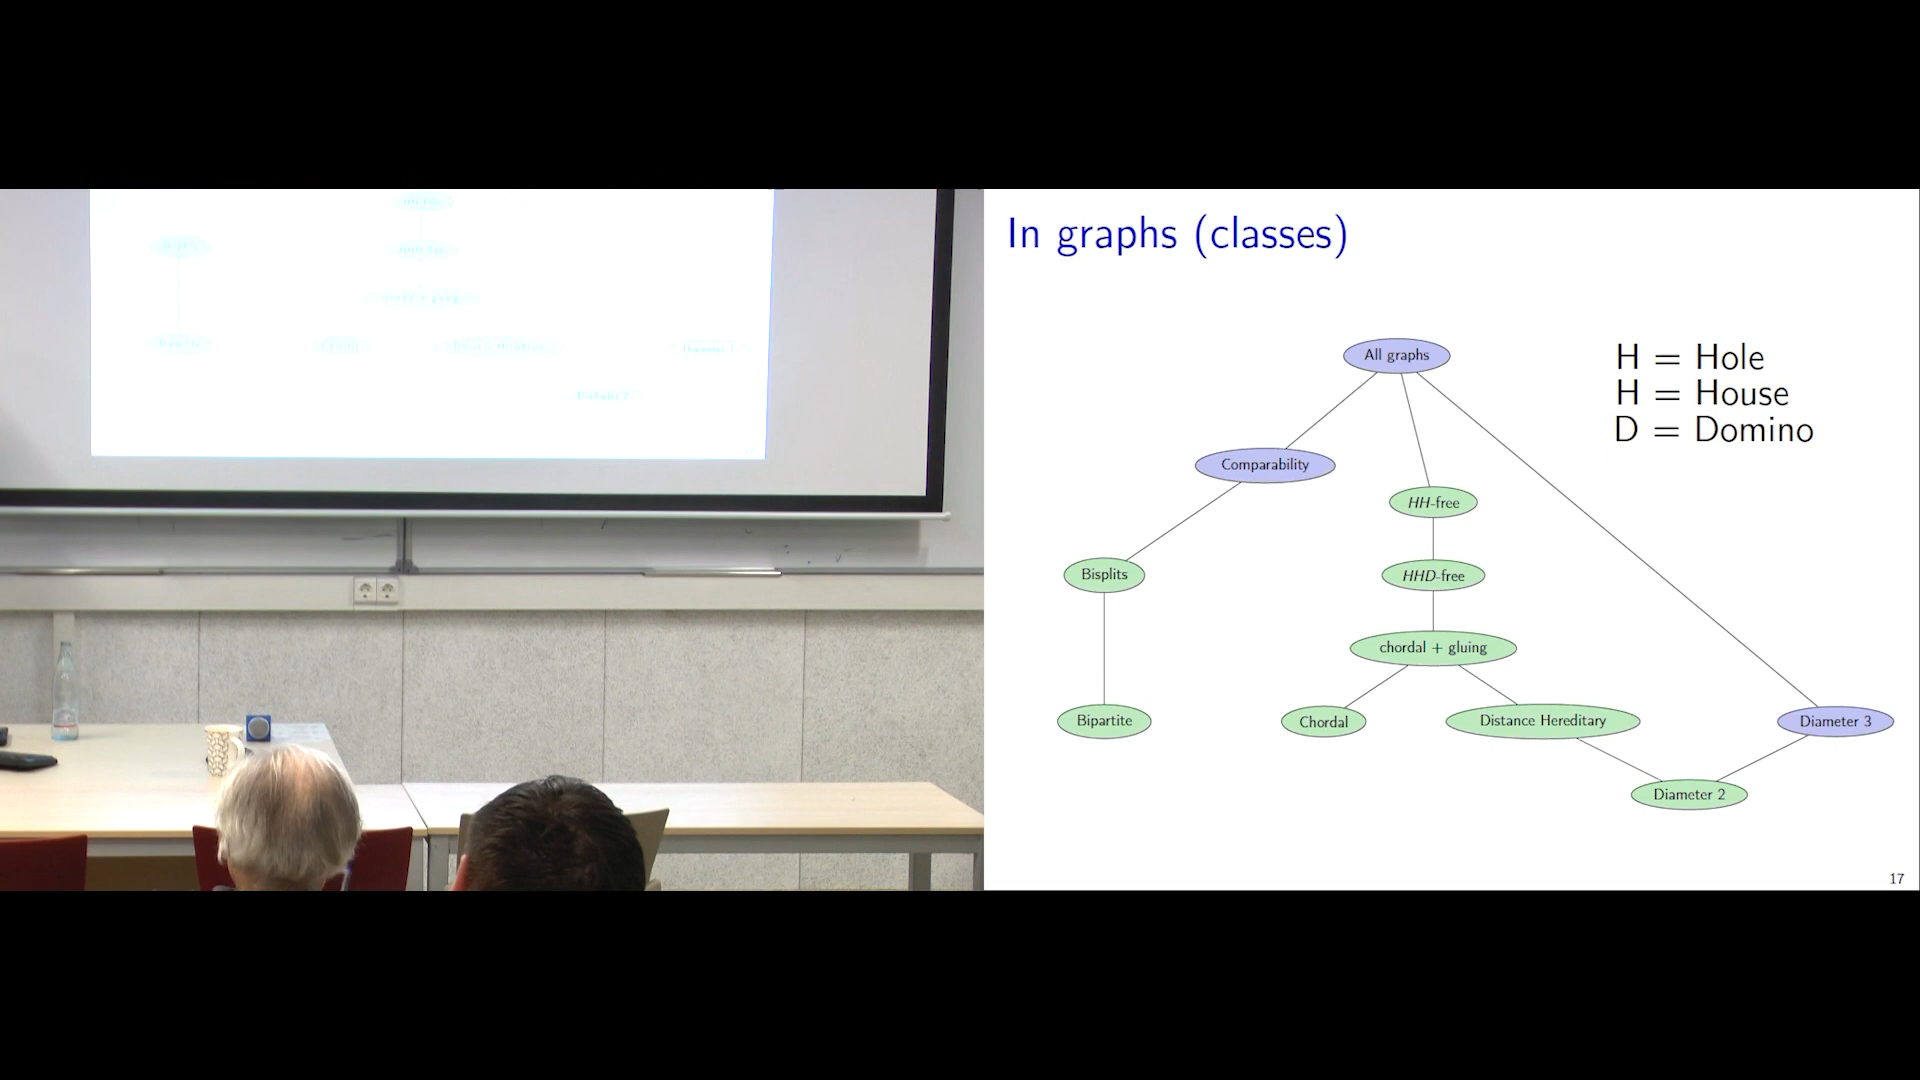 In graphs (classes)
All graphs
H = Hole
H = House
D = Domino
Comparability
HH-free
Bisplits
HHD-free
chordal + gluing
Bipartite
Chordal
Distance Hereditary
Diameter 3
Diameter 2
17